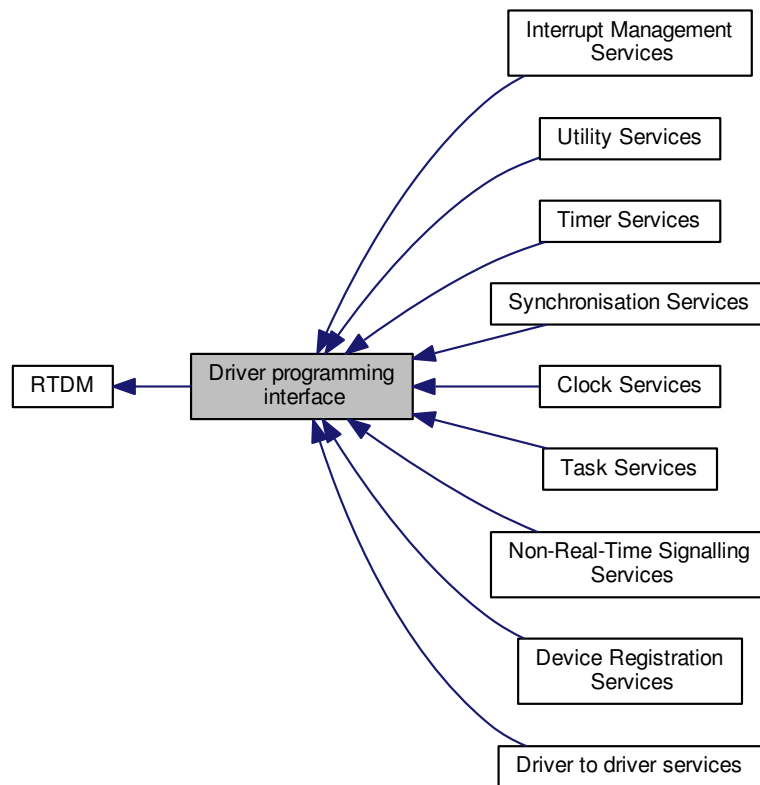 Interrupt Management
Services
Utility Services
Timer Services
Synchronisation Services
RTDM
Driver programming
interface
Clock Services
Task Services
Non-Real-Time Signalling
Services
Device Registration
Services
Driver to driver services